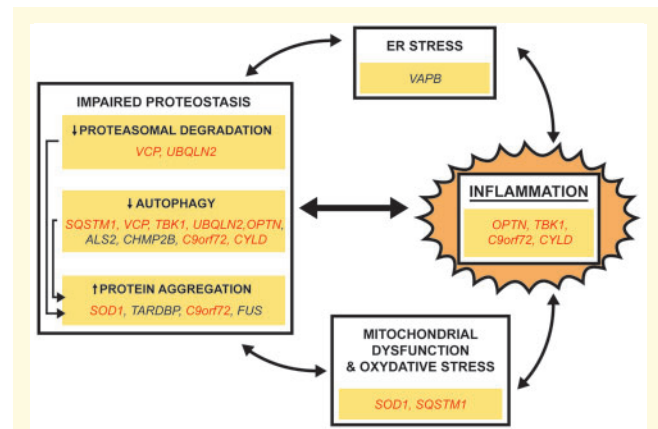 ER STRESS
VAPB
IMPAIRED PROTEOSTASIS
↓PROTEASOMAL DEGRADATION
VCP, UBQLN2
↓ AUTOPHAGY
SQSTM1, VCP, TBK1, UBQLN2,OPTN,
ALS2, CHMP2B, C9orf72, CYLD
↑PROTEIN AGGREGATION
SOD1, TARDBP, C9orf72, FUS
INFLAMMATION
OPTN, TBK1,
C9orf72, CYLD
MITOCHONDRIAL
DYSFUNCTION
& OXYDATIVE STRESS
SOD1, SQSTM1